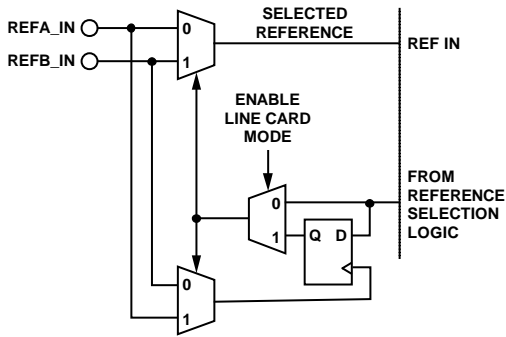 REFA_IN
REFB_IN
0
1
SELECTED
REFERENCE
REF IN
ENABLE
LINE CARD
MODE
0
1
Q D
FROM
REFERENCE
SELECTION
LOGIC
0
1